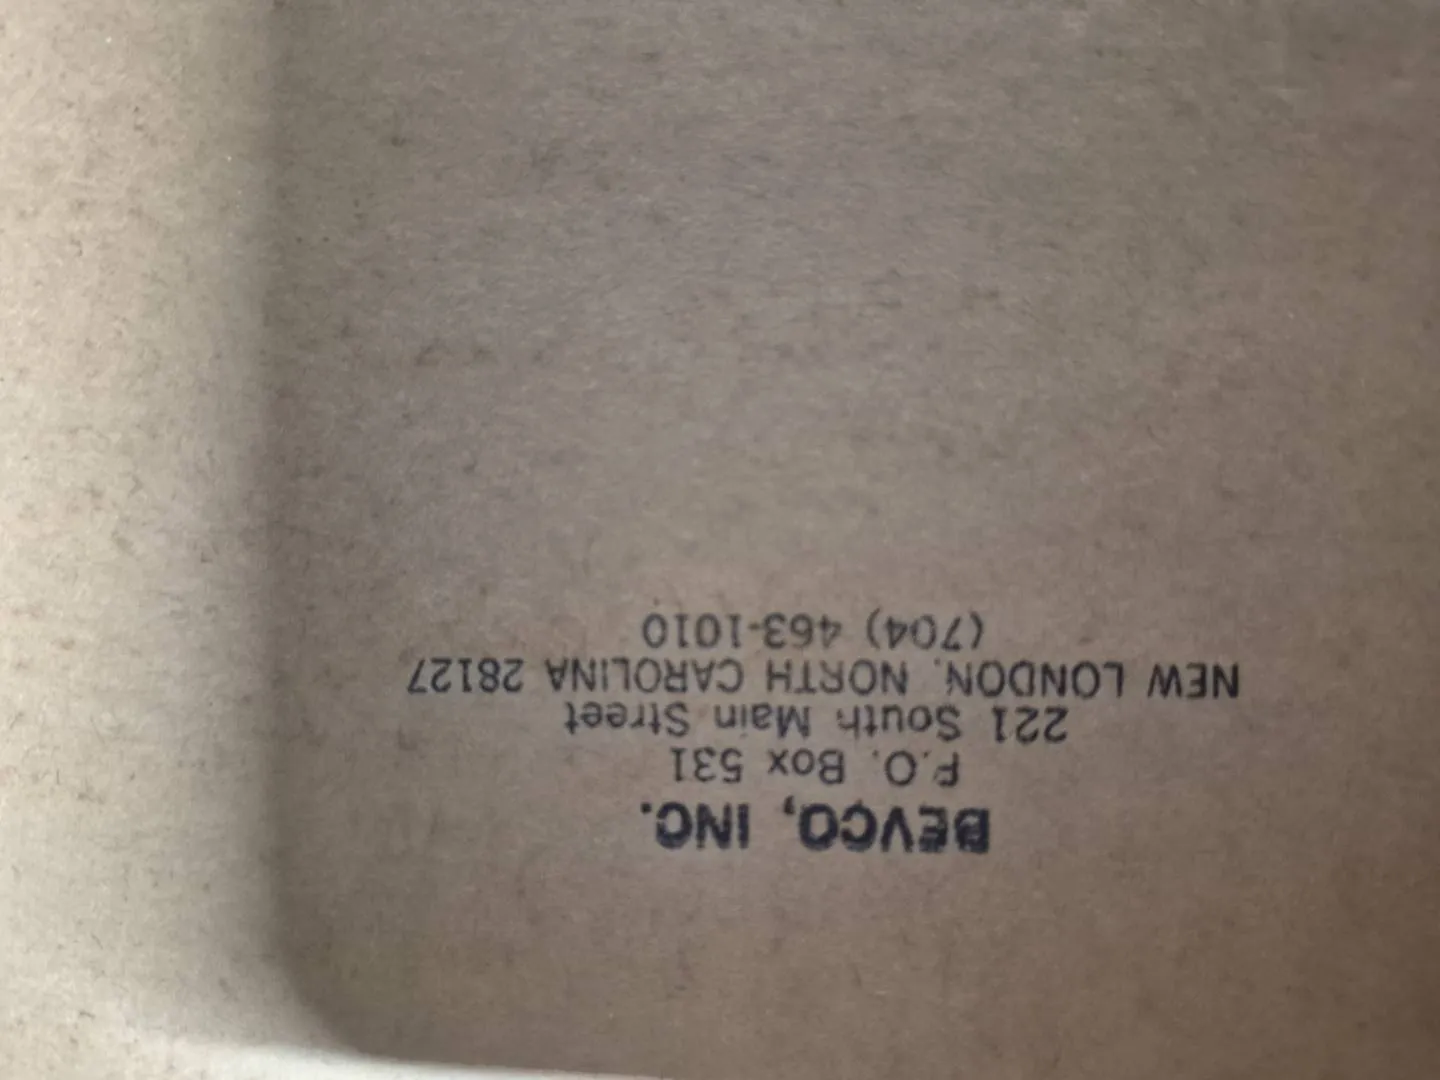 BEVCO, INC.
P.O. Box 531
221 South Main Street
NEW LONDON, NORTH CAROLINA 28127
(704) 463-1010